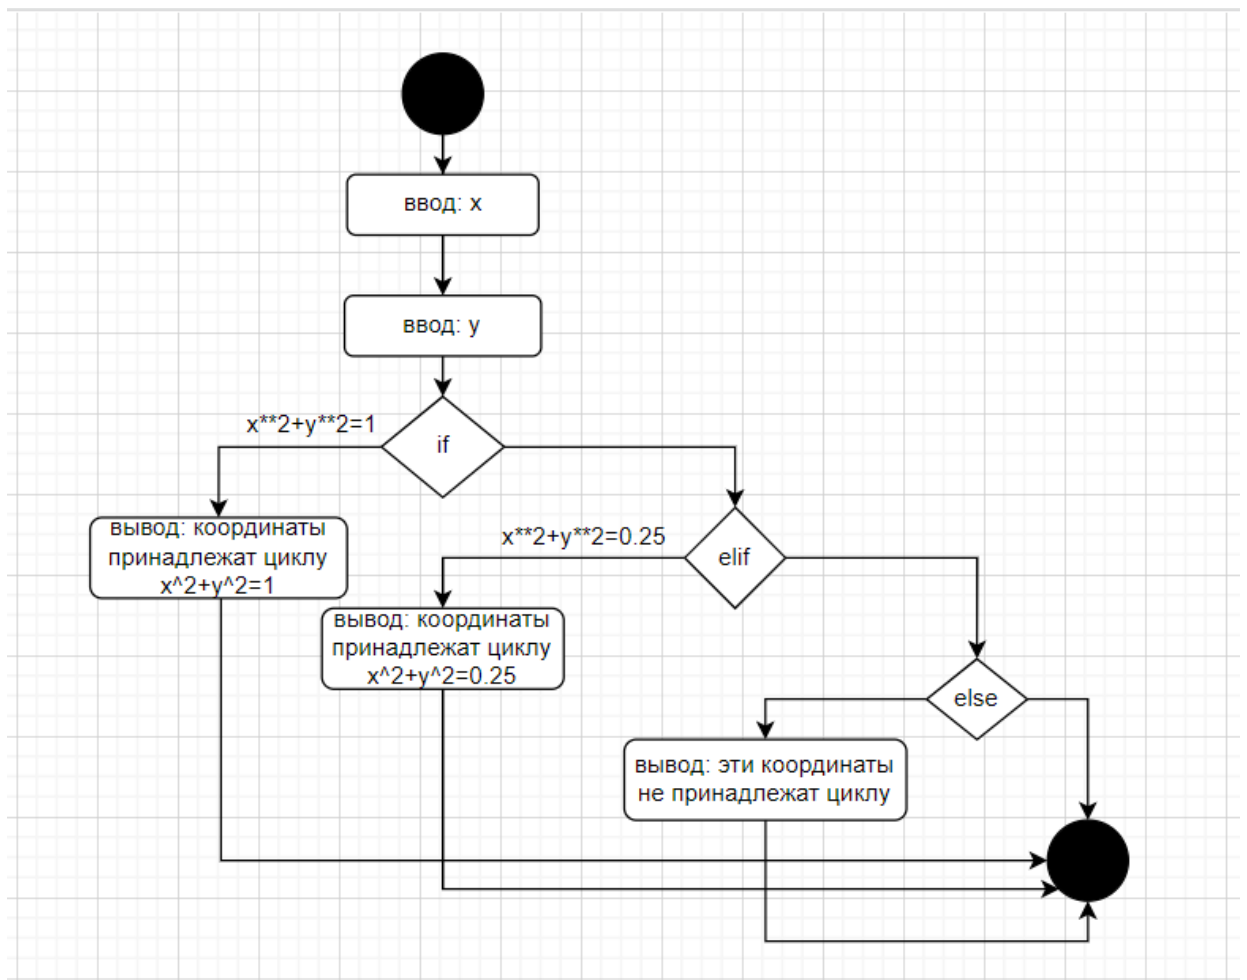 ввод: x
ввод: y
x**2+y**2=1
if
вывод: координаты
принадлежат циклу
x^2+y^2=1
x**2+y**2=0.25
elif
вывод: координаты
принадлежат циклу
x^2+y^2=0.25
else
вывод: эти координаты
не принадлежат циклу